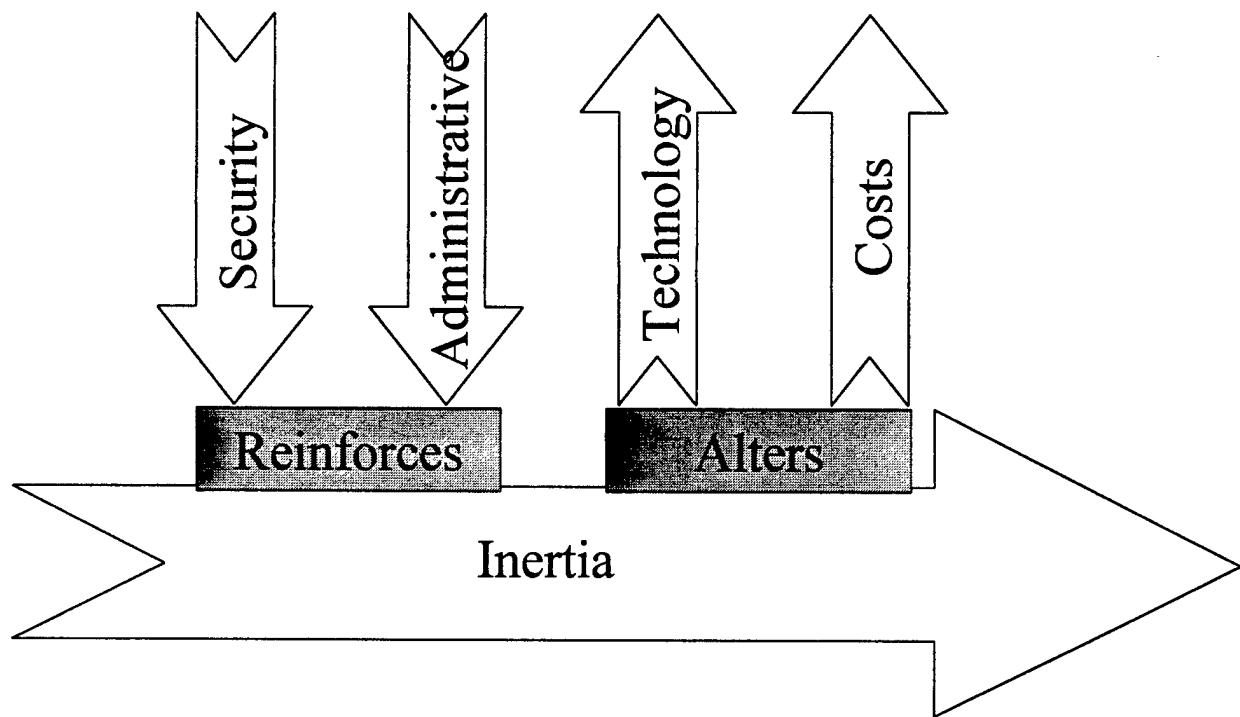 Security
Administrative
Technology
Costs
Reinforces
Alters
Inertia